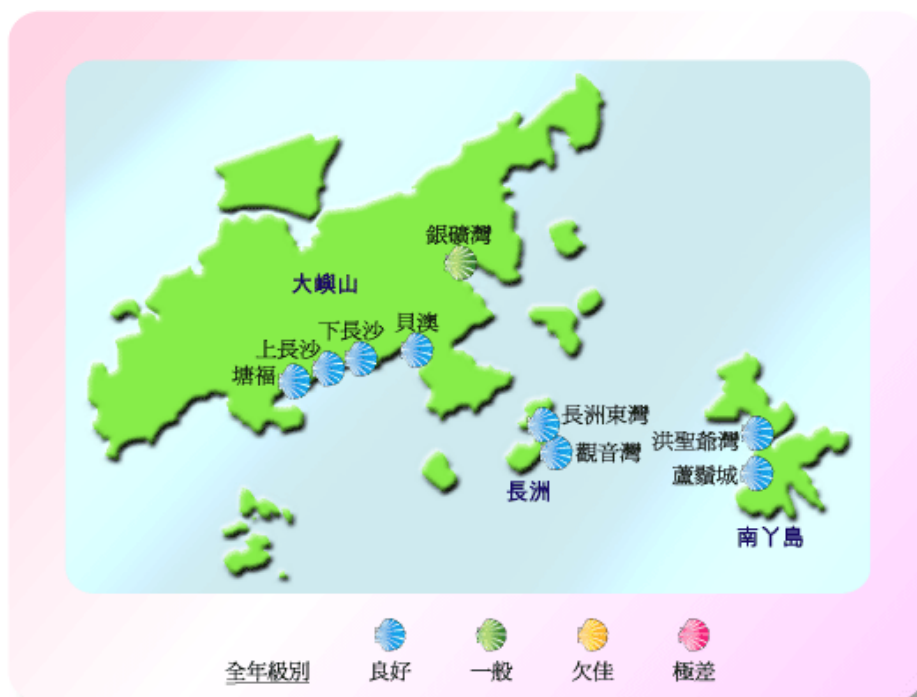 銀礦灣
大嶼山
貝澳
下長沙
上長沙
塘福
長洲東灣
觀音灣
長洲
洪聖爺灣
蘆鬚城
南丫島
全年級別 良好 一般 欠佳 極差